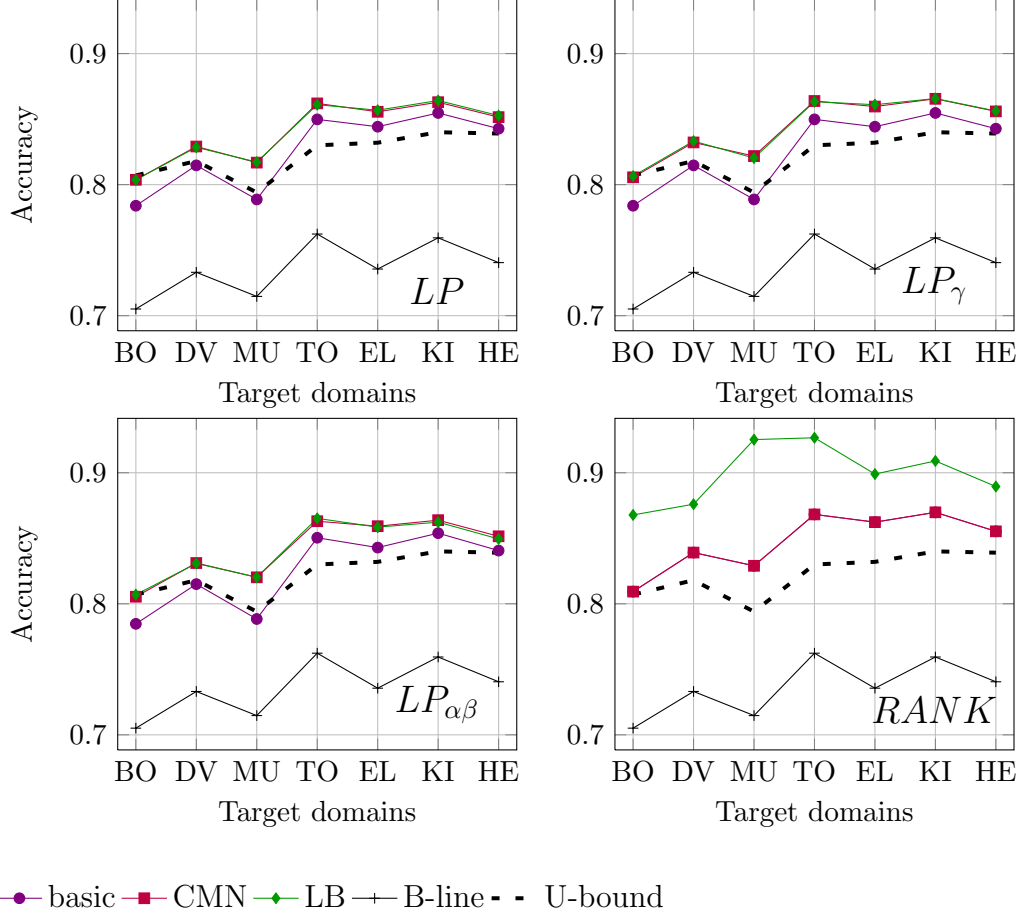 0.9
0.8
0.7
Accuracy
LP
BO DV MU TO EL KI HE
Target domains
0.9
0.8
0.7
LPγ
BO DV MU TO EL KI HE
Target domains
0.9
0.8
0.7
Accuracy
LPαβ
BO DV MU TO EL KI HE
Target domains
0.9
0.8
0.7
RANK
BO DV MU TO EL KI HE
Target domains
basic CMN LB B-line U-bound